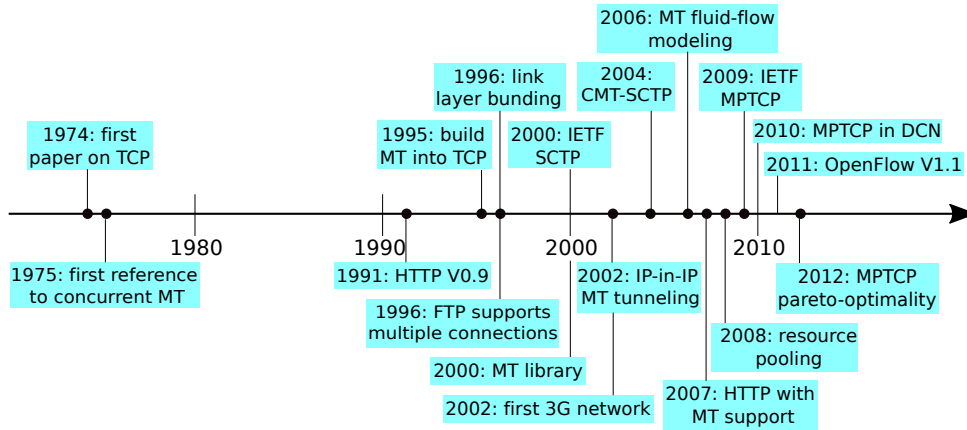 2006: MT fluid-flow
modeling
1996: link
layer bunding
2004:
CMT-SCTP
2009: IETF
MPTCP
1974: first
paper on TCP
1995: build
MT into TCP
2000: IETF
SCTP
2010: MPTCP in DCN
2011: OpenFlow V1.1
1980
1990
2000
2010
1975: first reference
to concurrent MT
1991: HTTP V0.9
2002: IP-in-IP
MT tunneling
2012: MPTCP
pareto-optimality
1996: FTP supports
multiple connections
2008: resource
pooling
2000: MT library
2002: first 3G network
2007: HTTP with
MT support